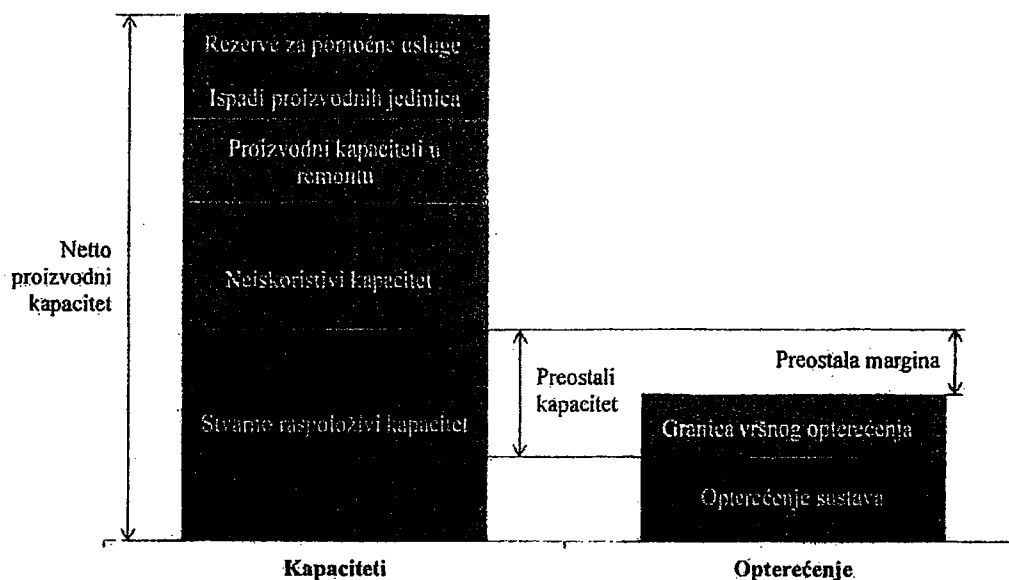 Rezerve za pomoćne usluge
Ispadi proizvodnih jedinica
Proizvodni kapaciteti u
remontu
Netto
proizvodni
kapacitet
Neiskoristivi kapacitet
Preostala margina
Preostali
kapacitet
Stvarno raspoloživi kapacitet
Granica vršnog opterećenja
Opterećenje sustava
Kapaciteti
Opterećenje